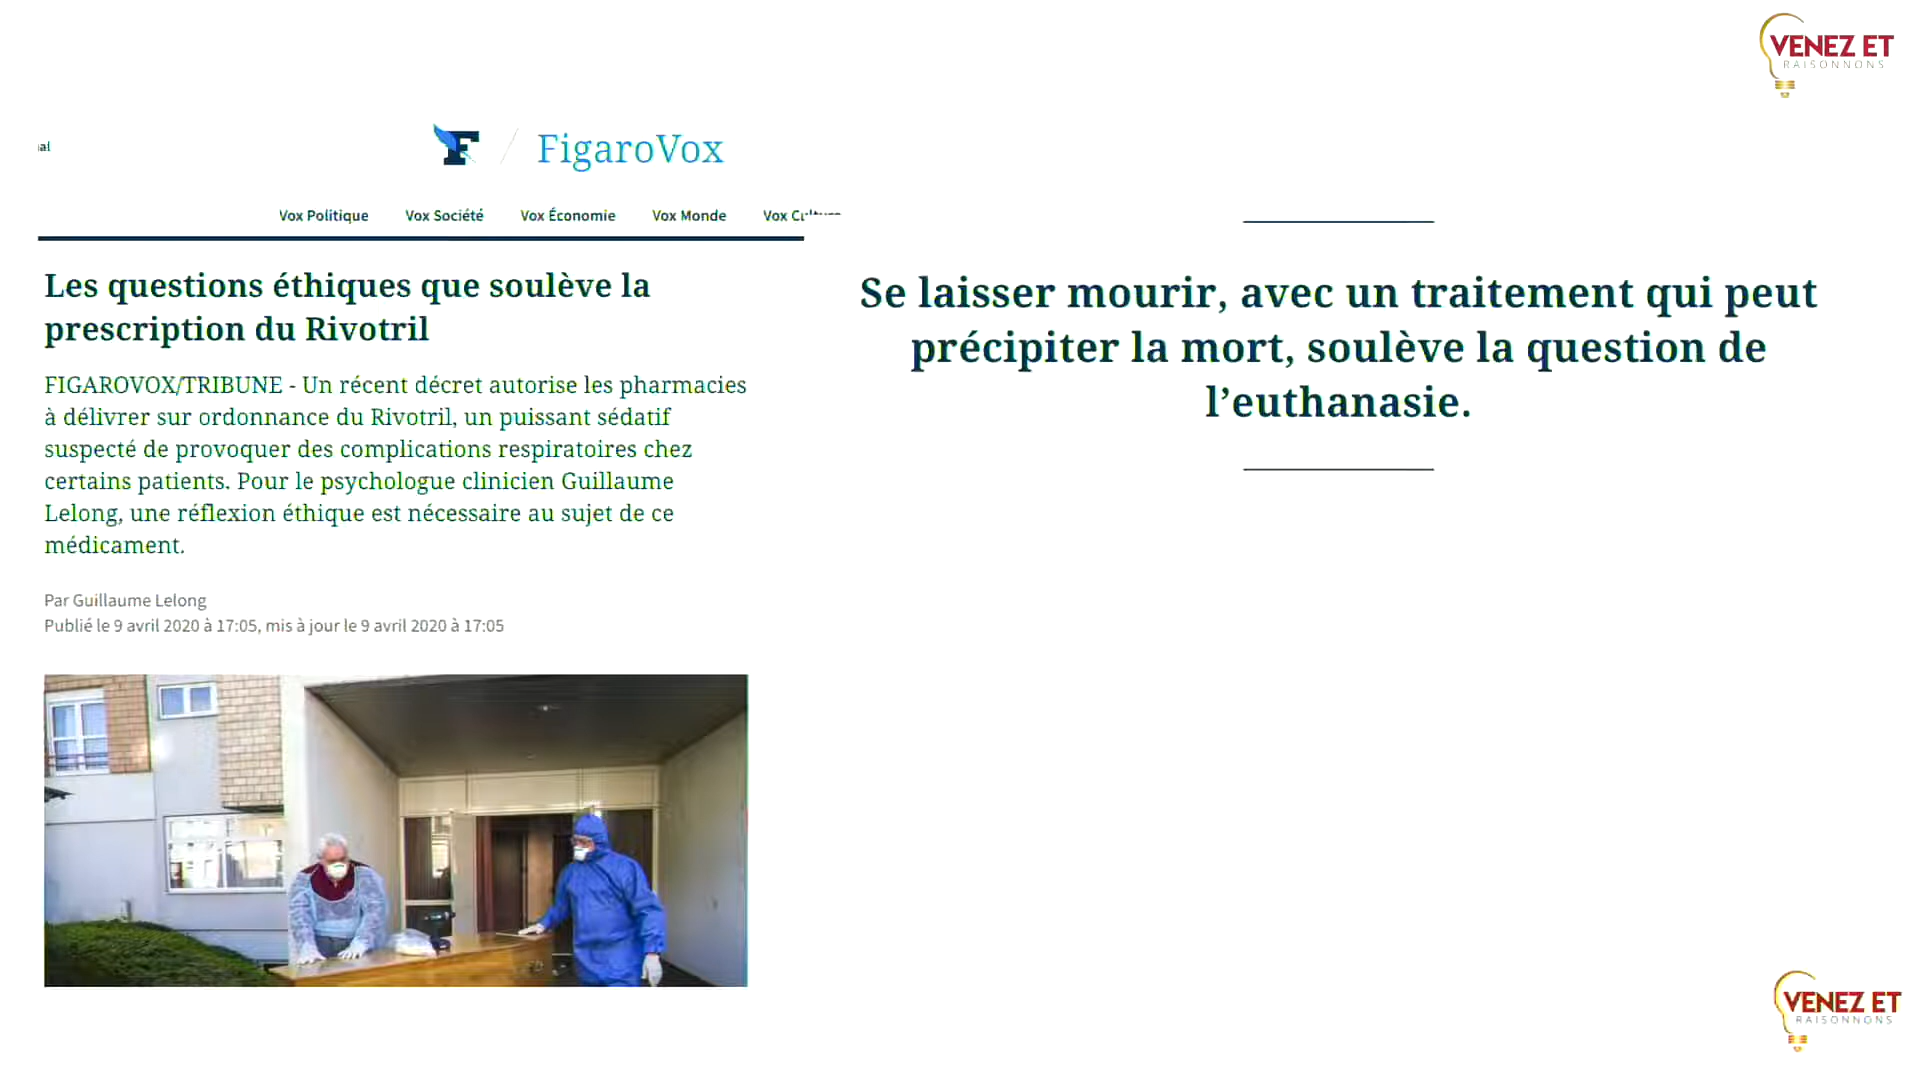 VENEZ ET
RAISONNONS
FigaroVox
Vox Politique Vox Société Vox Économie Vox Monde Vox
Les questions éthiques que soulève la
prescription du Rivotril
FIGAROVOX/TRIBUNE - Un récent décret autorise les pharmacies
à délivrer sur ordonnance du Rivotril, un puissant sédatif
suspecté de provoquer des complications respiratoires chez
certains patients. Pour le psychologue clinicien Guillaume
Lelong, une réflexion éthique est nécessaire au sujet de ce
médicament.
Par Guillaume Lelong
Publié le 9 avril 2020 à 17:05, mis à jour le 9 avril 2020 à 17:05
Se laisser mourir, avec un traitement qui peut
précipiter la mort, soulève la question de
l’euthanasie.
VENEZ ET
RAISONNONS